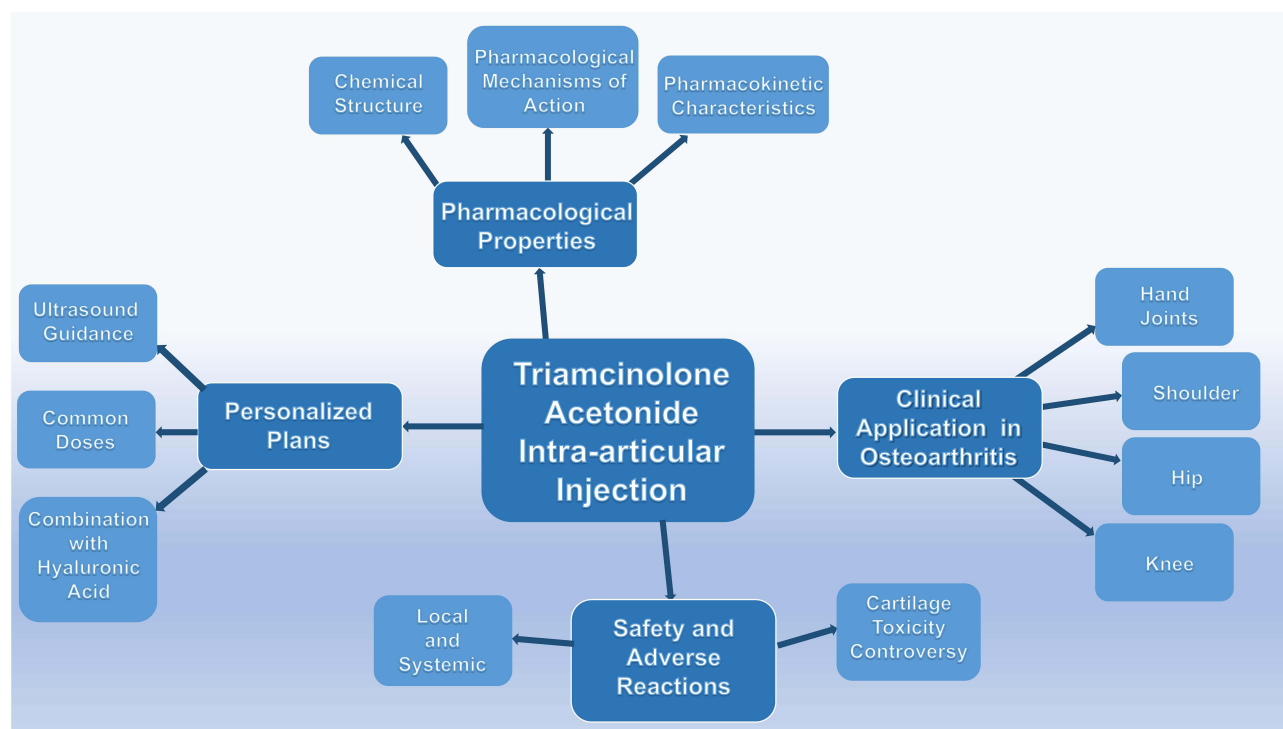 Chemical
Structure
Pharmacological
Mechanisms of
Action
Pharmacokinetic
Characteristics
Pharmacological
Properties
Ultrasound
Guidance
Common
Doses
Combination
with
Hyaluronic
Acid
Personalized
Plans
Triamcinolone
Acetonide
Intra-articular
Injection
Clinical
Application in
Osteoarthritis
Hand
Joints
Shoulder
Hip
Knee
Local
and
Systemic
Safety and
Adverse
Reactions
Cartilage
Toxicity
Controversy